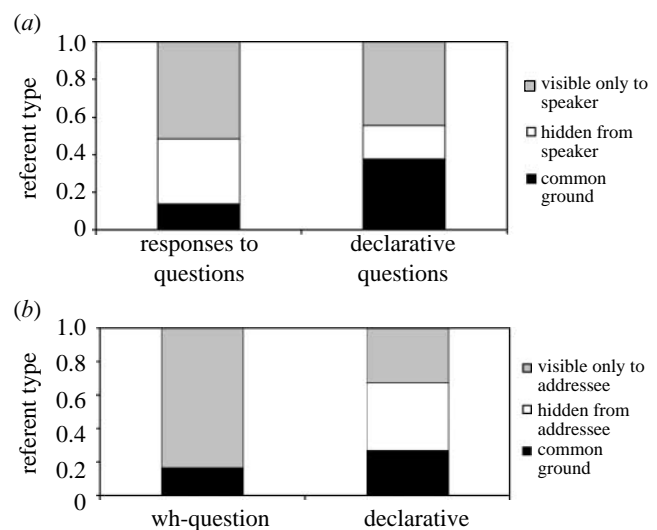 (a)
1.0
0.8
0.6
0.4
0.2
0
referent type
responses to
questions
declarative
questions
visible only to
speaker
hidden from
speaker
common
ground
(b)
1.0
0.8
0.6
0.4
0.2
0
referent type
wh-question
declarative
visible only to
addressee
hidden from
addressee
common
ground